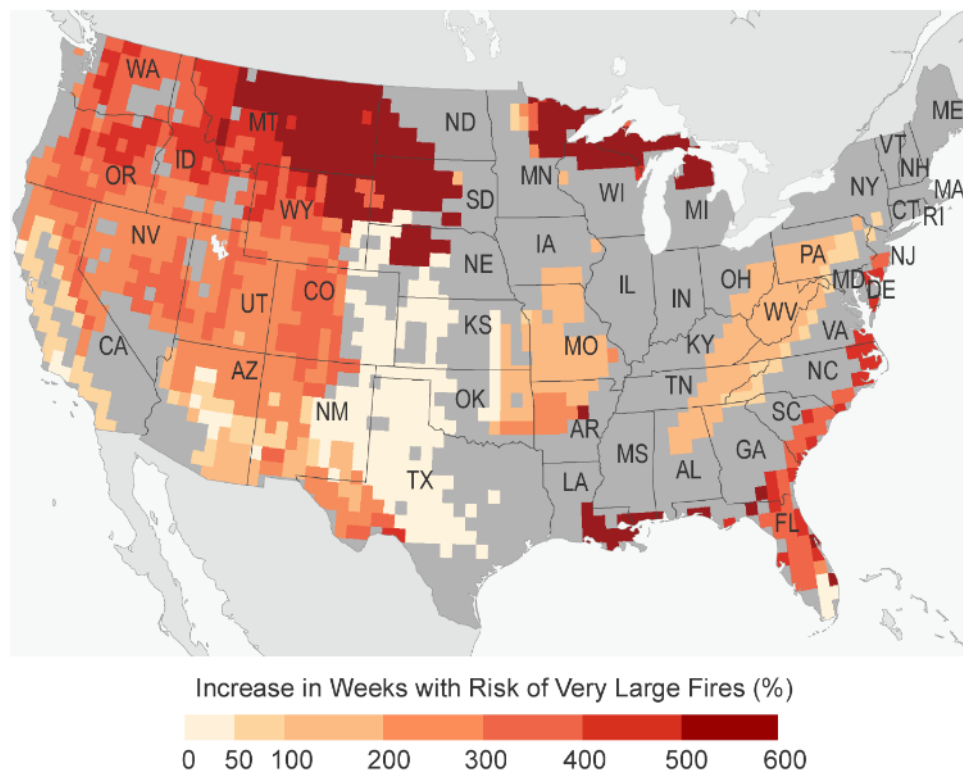 WA
MT
ND
ME
VT
NH
ID
OR
MN
SD
WI
MI
NY
MA
CT
RI
WY
NV
IA
PA
NJ
NE
IL
IN
OH
MD
DE
UT
CO
WV
CA
KS
MO
KY
VA
AZ
NM
OK
TN
NC
AR
SC
TX
MS
AL
GA
LA
FL
Increase in Weeks with Risk of Very Large Fires (%)
0 50 100 200 300 400 500 600